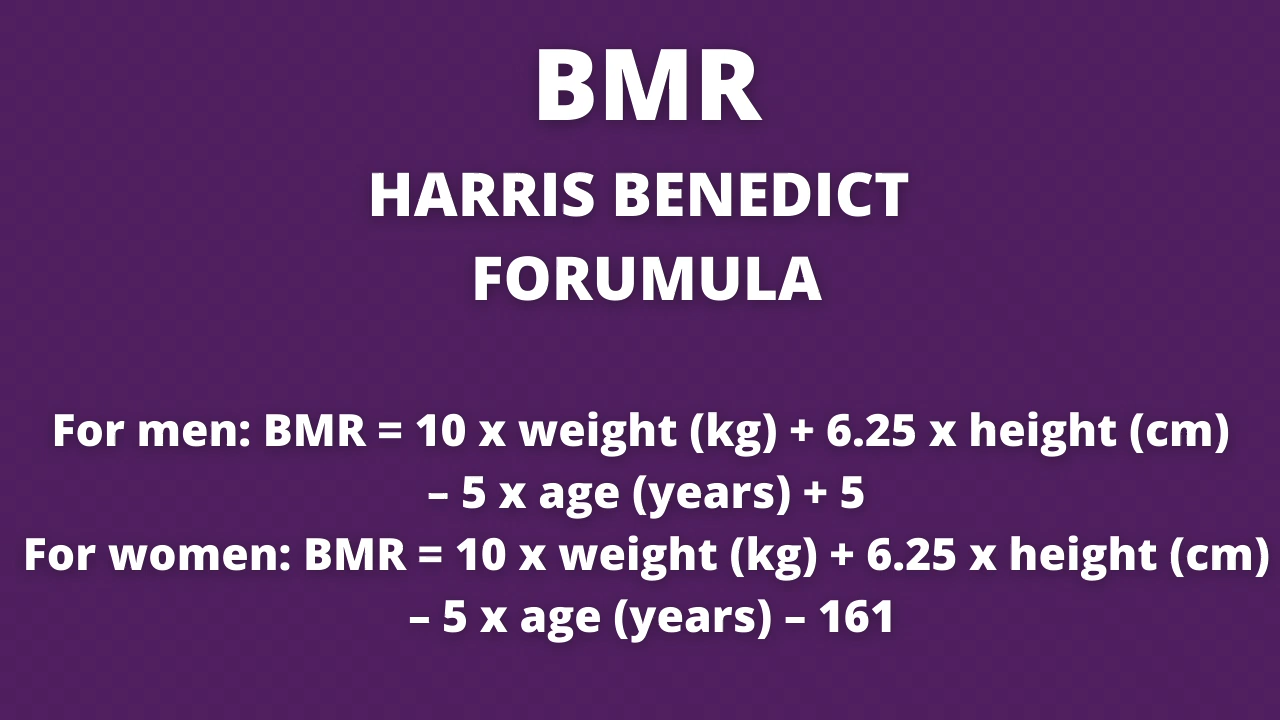 BMR
HARRIS BENEDICT
FORUMULA
For men: BMR = 10 x weight (kg) + 6.25 x height (cm)
– 5 x age (years) + 5
For women: BMR = 10 x weight (kg) + 6.25 x height (cm)
– 5 x age (years) – 161